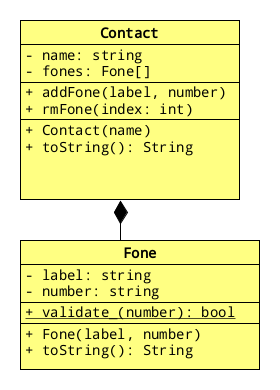 Contact
- name: string
- fones: Fone[]
+ addFone(label, number)
+ rmFone(index: int)
+ Contact(name)
+ toString(): String
Fone
- label: string
- number: string
+ validate_(number): bool
+ Fone(label, number)
+ toString(): String